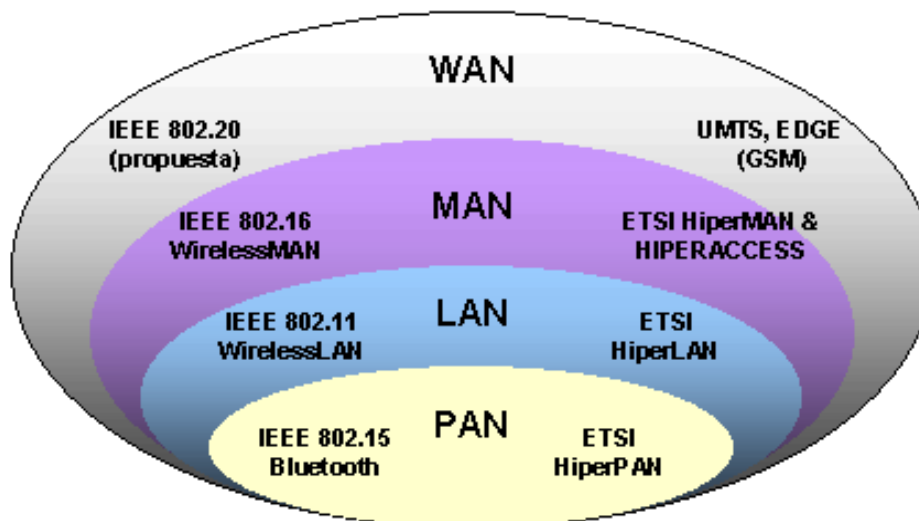 WAN
IEEE 802.20
(propuesta)
UMTS, EDGE
(GSM)
MAN
IEEE 802.16
WirelessMAN
ETSI HiperMAN &
HIPERACCESS
LAN
IEEE 802.11
WirelessLAN
ETSI
HiperLAN
PAN
IEEE 802.15
Bluetooth
ETSI
HiperPAN